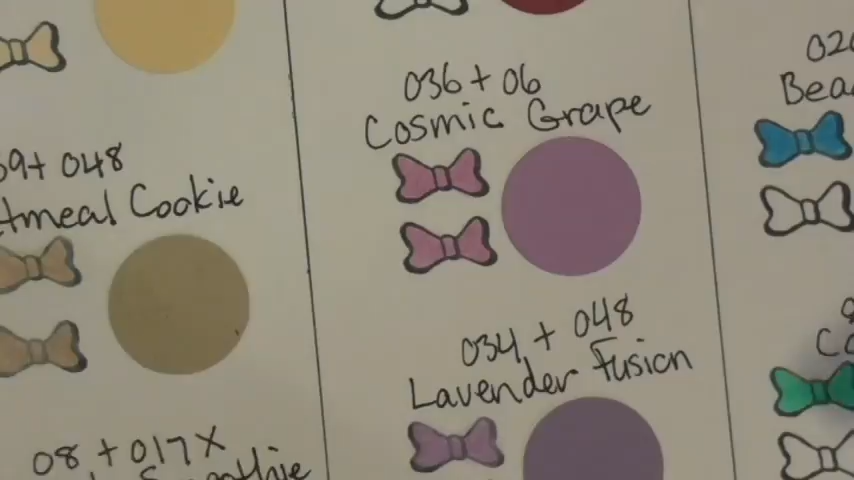 048
Cookie
08 + 017 X
036 + 06
Cosmic Grape
034 + 048
Lavender Fusion